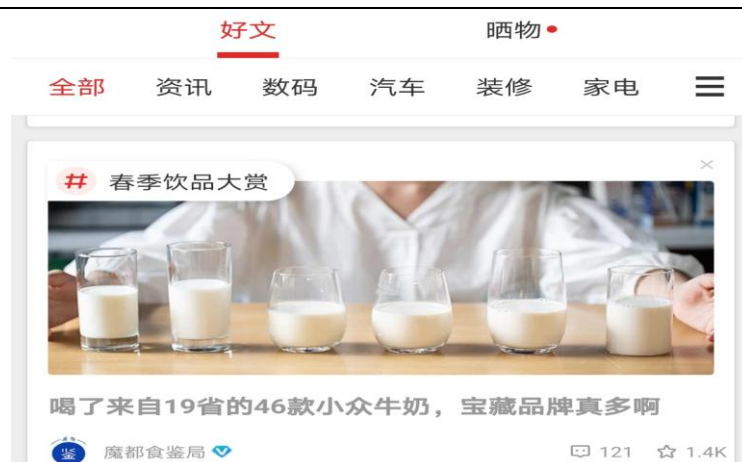 好文 晒物
全部 资讯 数码 汽车 装修 家电
# 春季饮品大赏
喝了来自19省的46款小众牛奶，宝藏品牌真多啊
鉴 魔都食鉴局 121 1.4K